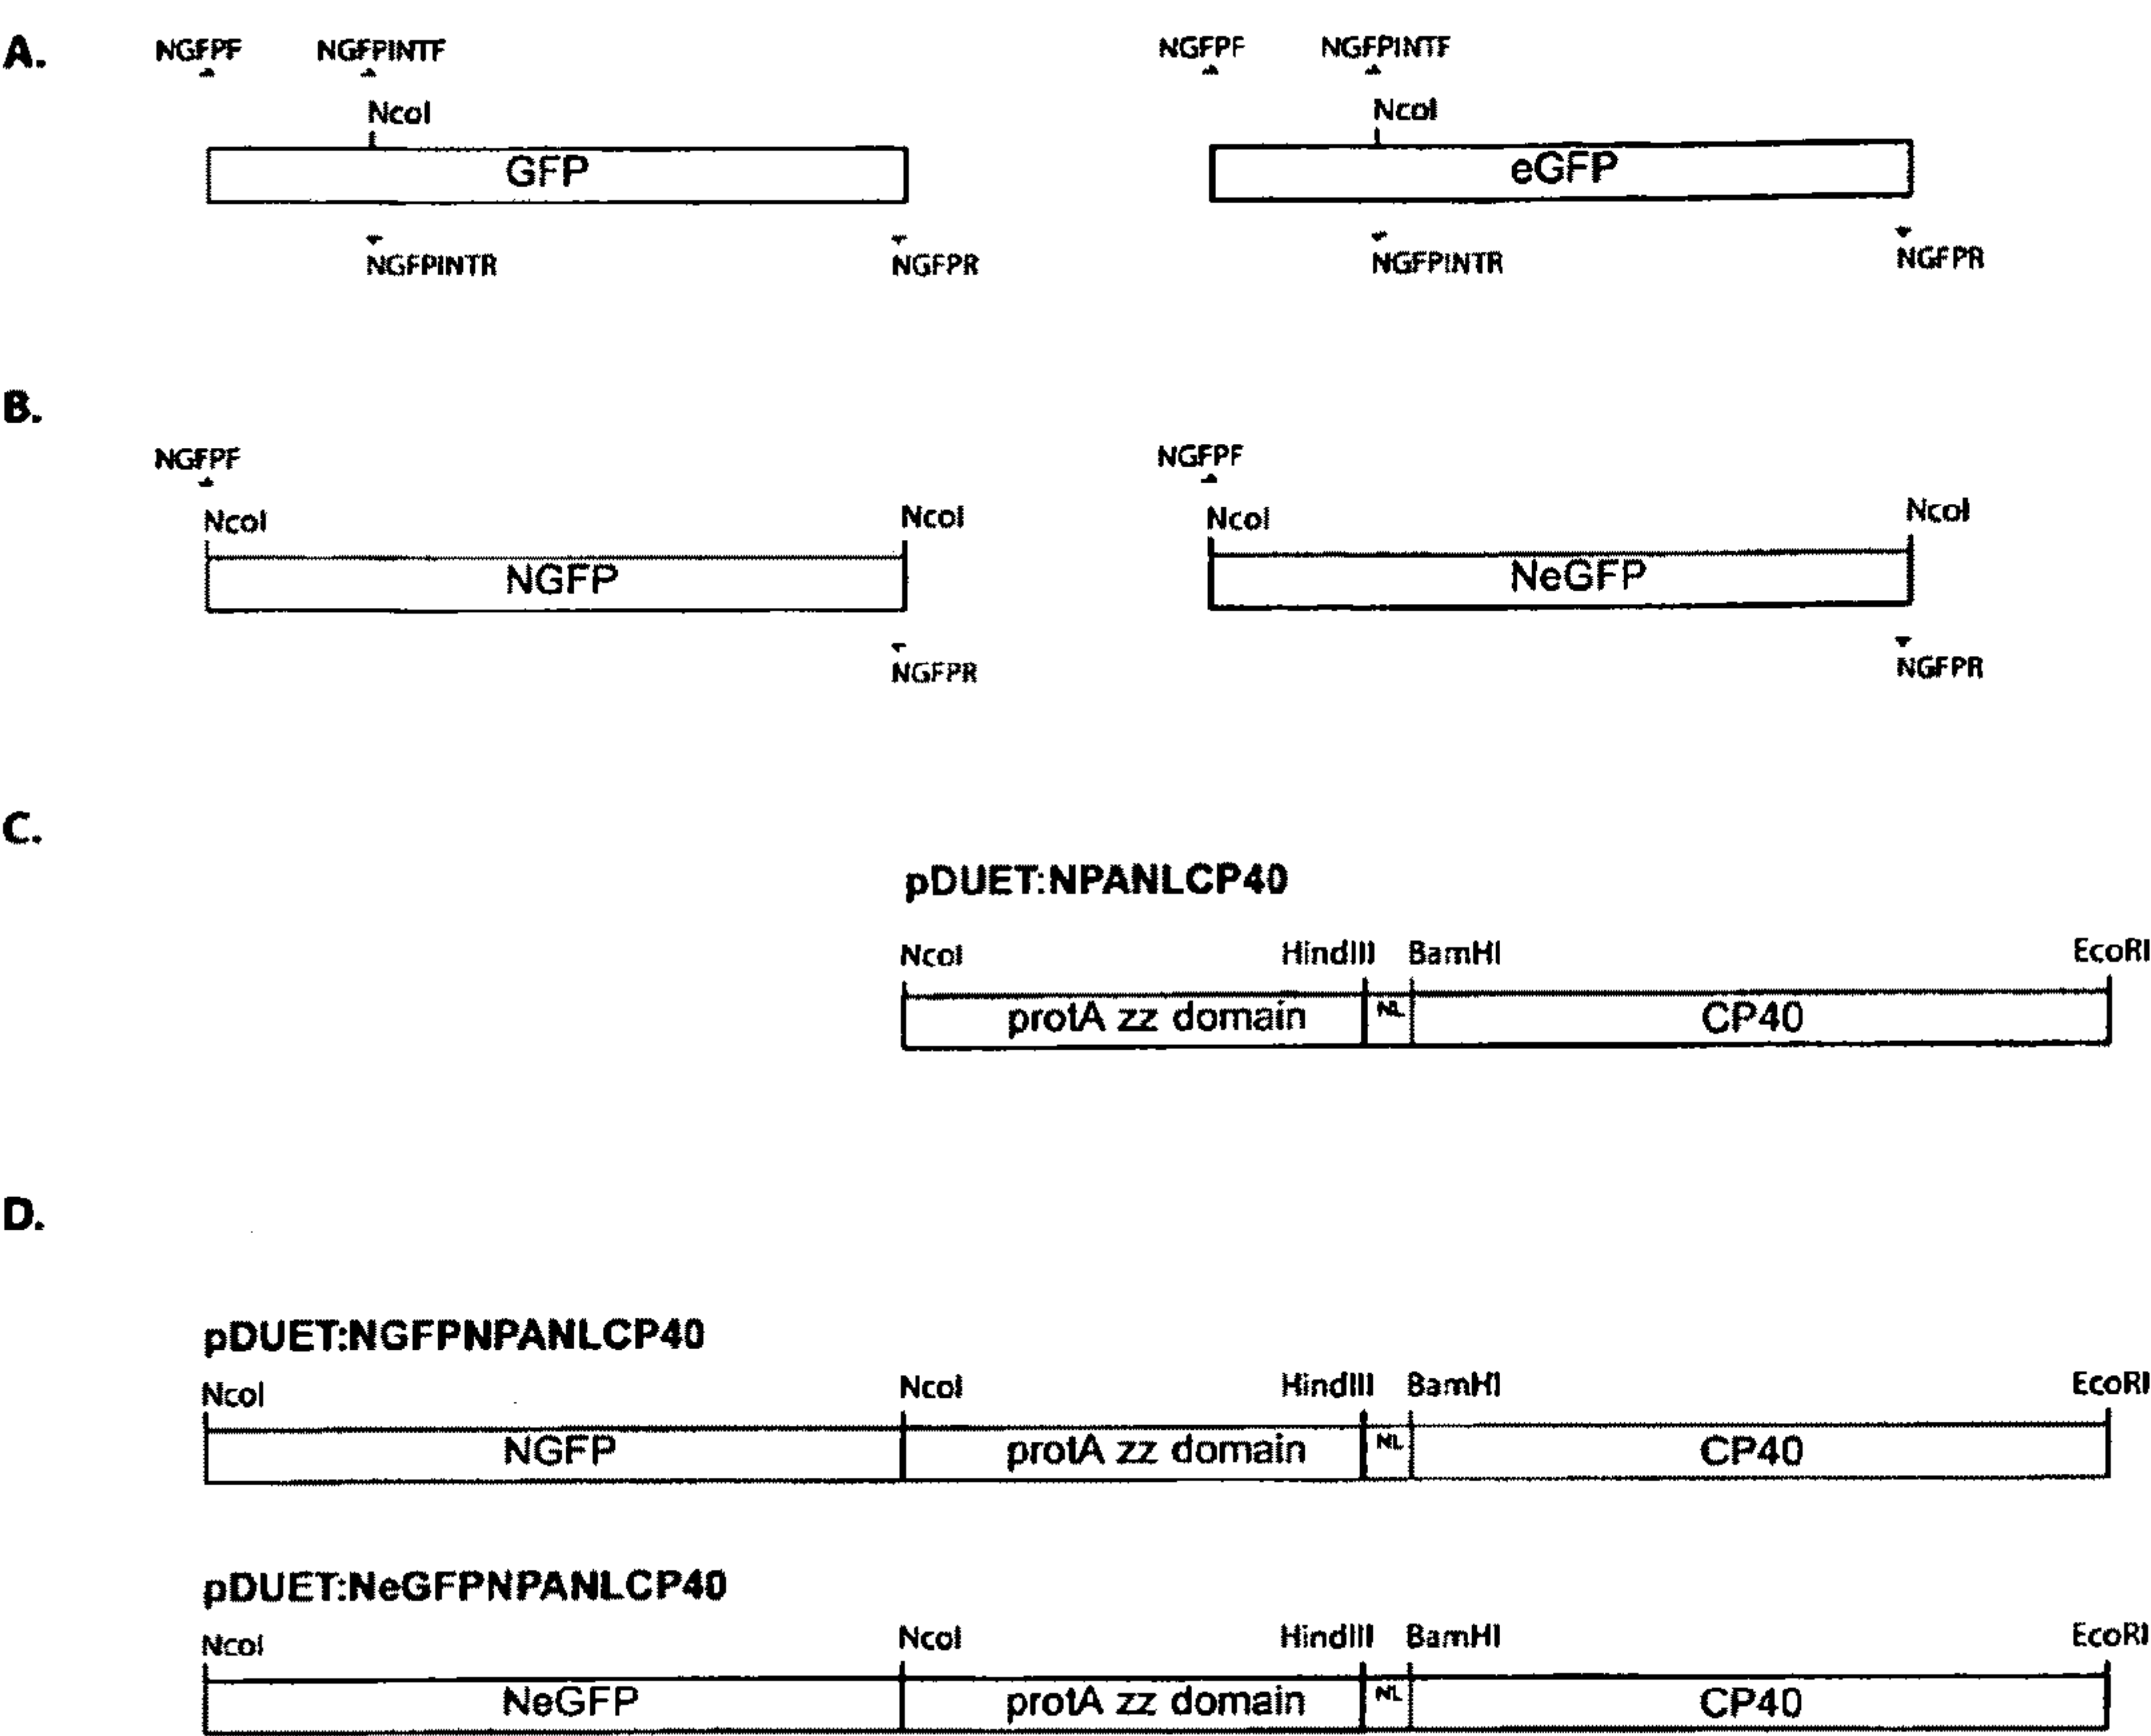 A.
NGFPF NGFPINTF NGFPF NGFPINTF
NcoI NcoI
GFP eGFP
NGFPINTR NGFPR NGFPINTR NGFPR
B.
NGFPF NGFPF
NcoI NcoI NcoI NcoI
NGFP NeGFP
NGFPR NGFPR
C.
pDUET:NPANLCP40
NcoI HindIII BamHI EcoRI
protA zz domain NL CP40
D.
pDUET:NGFPNPANLCP40
NcoI NcoI HindIII BamHI EcoRI
NGFP protA zz domain NL CP40
pDUET:NeGFPNPANLCP40
NcoI NcoI HindIII BamHI EcoRI
NeGFP protA zz domain NL CP40